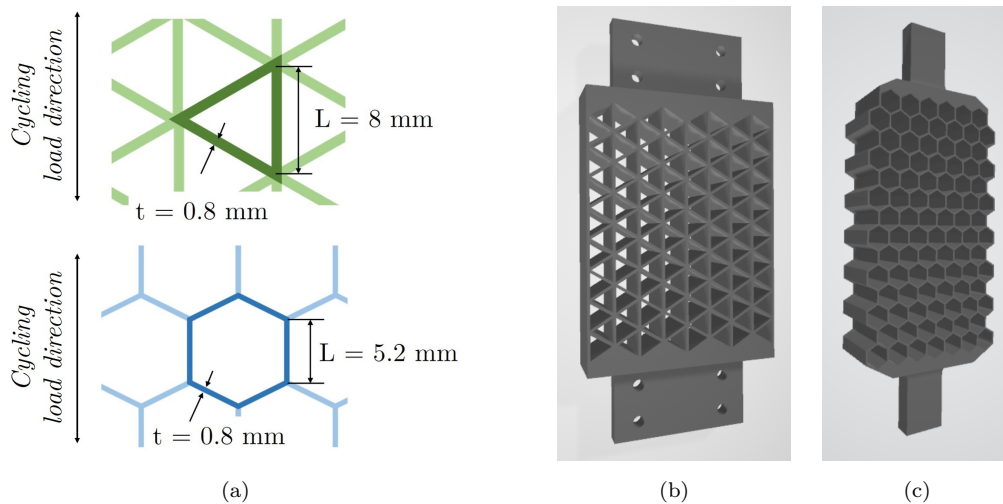 Cycling
load direction
L = 8 mm
t = 0.8 mm
Cycling
load direction
L = 5.2 mm
t = 0.8 mm
(a)
(b)
(c)